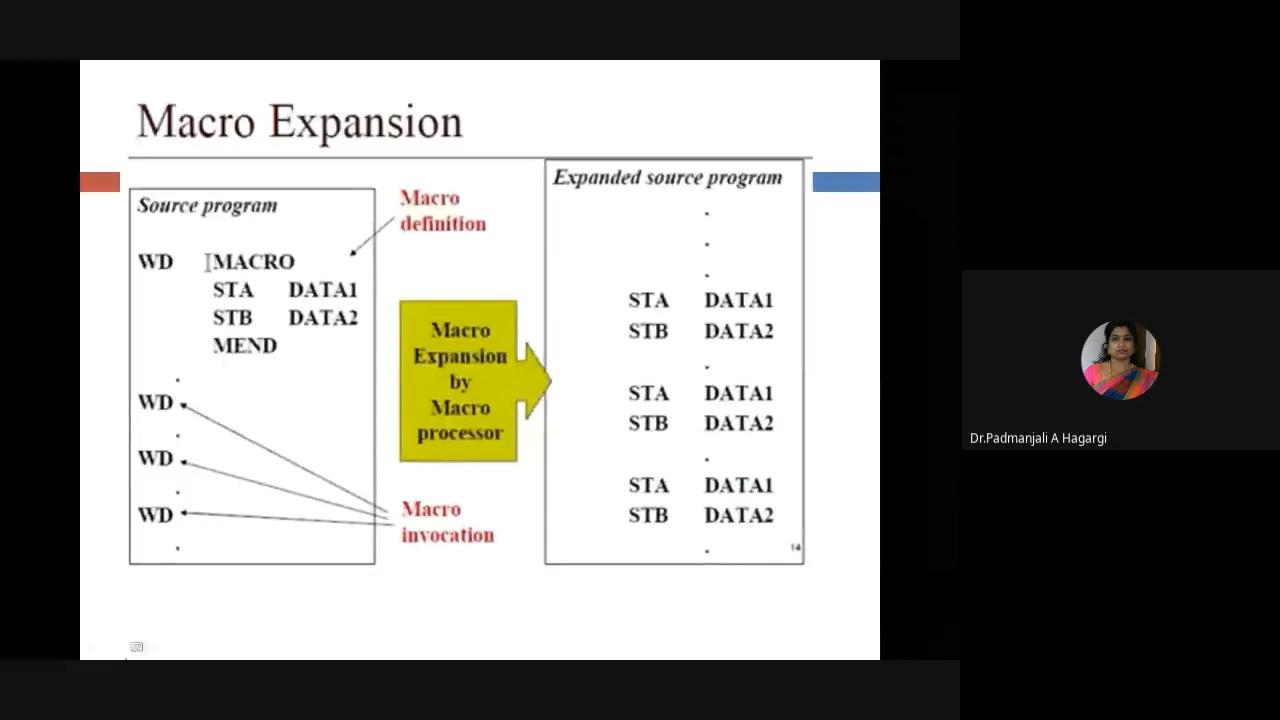 Macro Expansion
Source program
WD MACRO
STA DATA1
STB DATA2
MEND
.
WD
.
WD
.
WD
.
Macro
definition
Macro
Expansion
by
Macro
processor
Macro
invocation
Expanded source program
.
.
.
STA DATA1
STB DATA2
.
STA DATA1
STB DATA2
.
STA DATA1
STB DATA2
.
14
Dr.Padmanjali A Hagargi